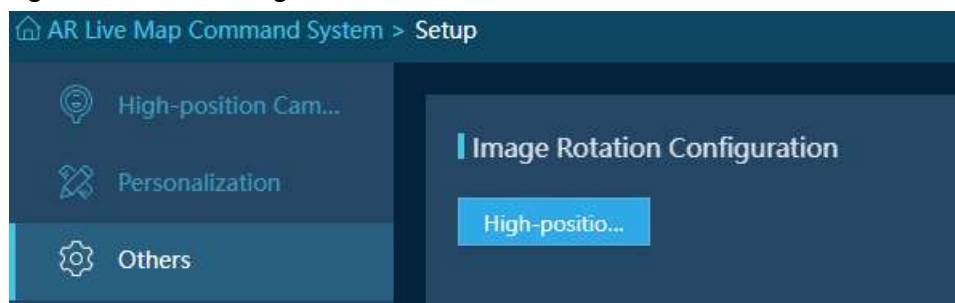 AR Live Map Command System > Setup
High-position Cam...
Image Rotation Configuration
Personalization
High-positio...
Others